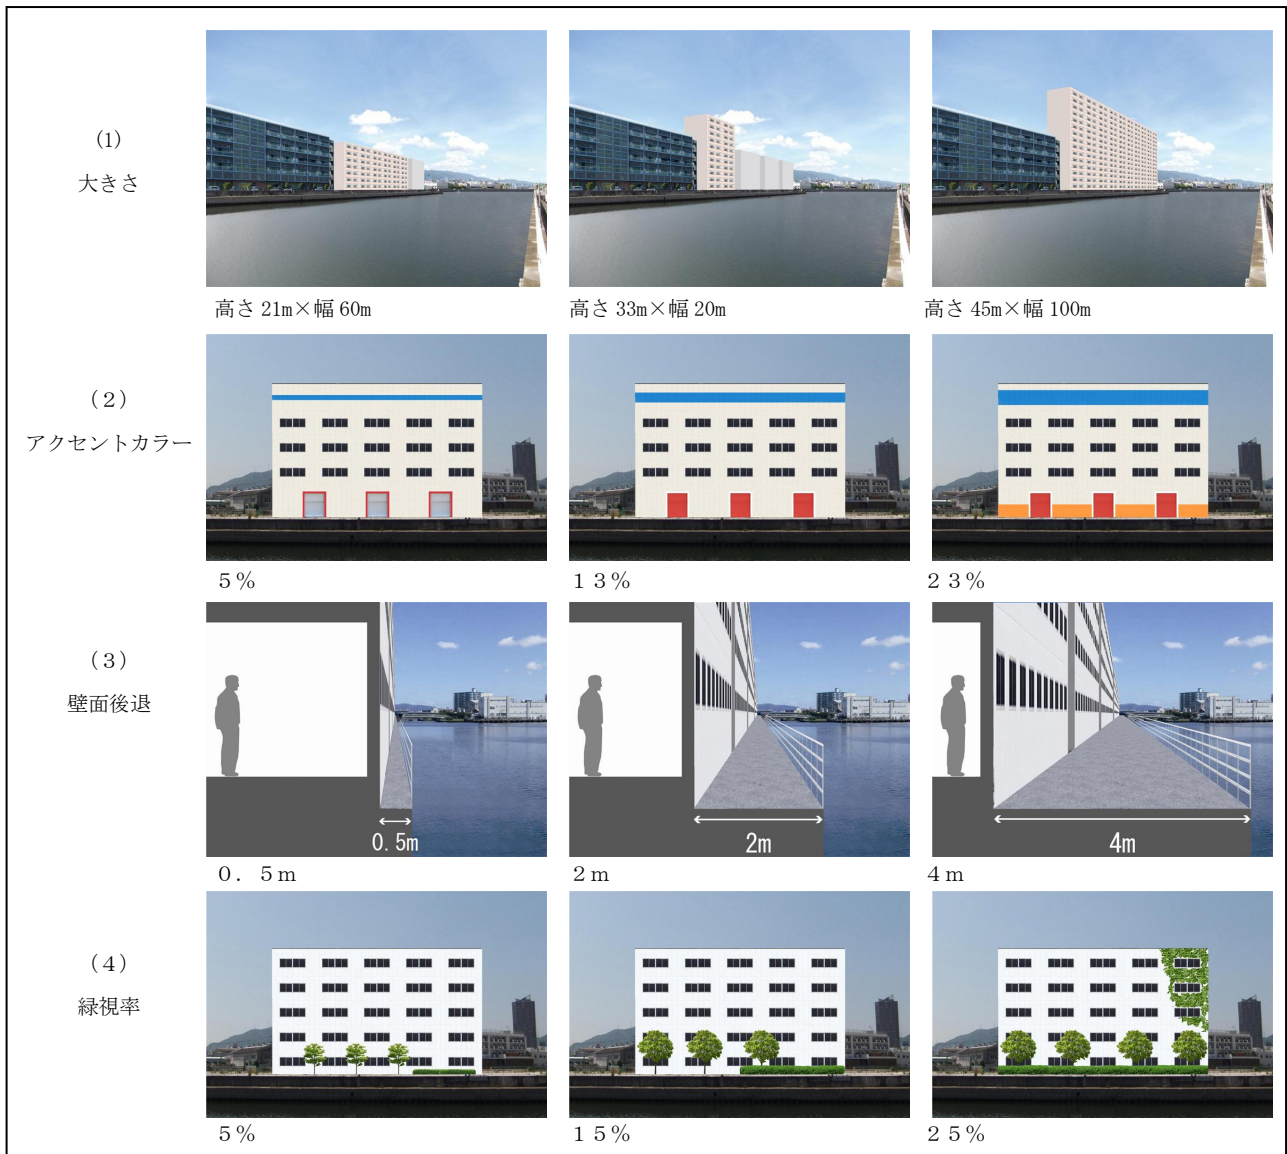 (1)
大きさ
高さ 21m×幅 60m
高さ 33m×幅 20m
高さ 45m×幅 100m
（２）
アクセントカラー
５%
１３%
２３%
（３）
壁面後退
0.5m
2m
4m
０．５ｍ
２ｍ
４ｍ
（４）
緑視率
５%
１５%
２５%